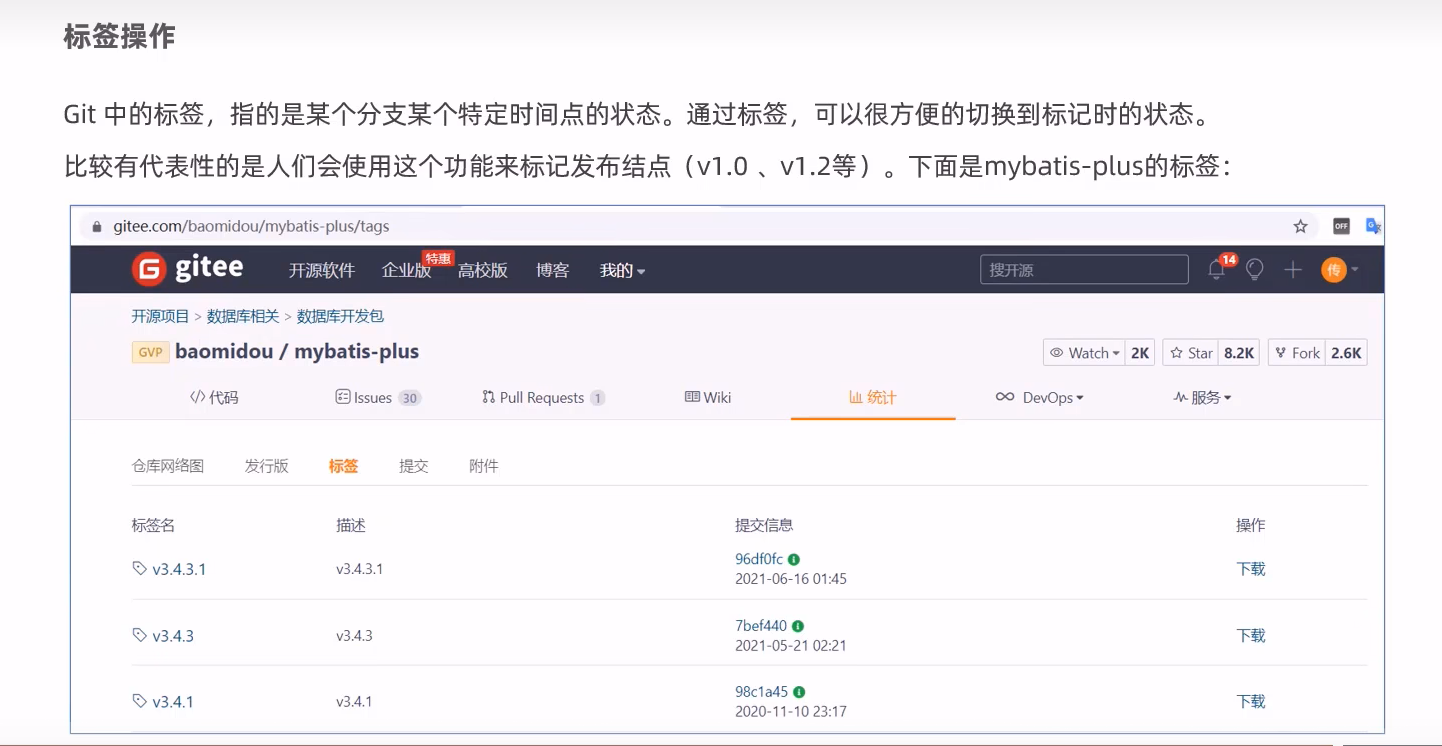 标签操作
Git 中的标签，指的是某个分支某个特定时间点的状态。通过标签，可以很方便的切换到标记时的状态。
比较有代表性的是人们会使用这个功能来标记发布结点（v1.0 、v1.2等）。下面是mybatis-plus的标签：
gitee.com/baomidou/mybatis-plus/tags OFF G
G gitee 开源软件 企业版 特惠 高校版 博客 我的 搜开源 14 传
开源项目 > 数据库相关 > 数据库开发包
GVP baomidou / mybatis-plus Watch 2K Star 8.2K Fork 2.6K
</> 代码 Issues 30 Pull Requests 1 Wiki 统计 DevOps 服务
仓库网络图 发行版 标签 提交 附件
标签名 描述 提交信息 操作
v3.4.3.1 v3.4.3.1 96df0fc 2021-06-16 01:45 下载
v3.4.3 v3.4.3 7bef440 2021-05-21 02:21 下载
v3.4.1 v3.4.1 98c1a45 2020-11-10 23:17 下载